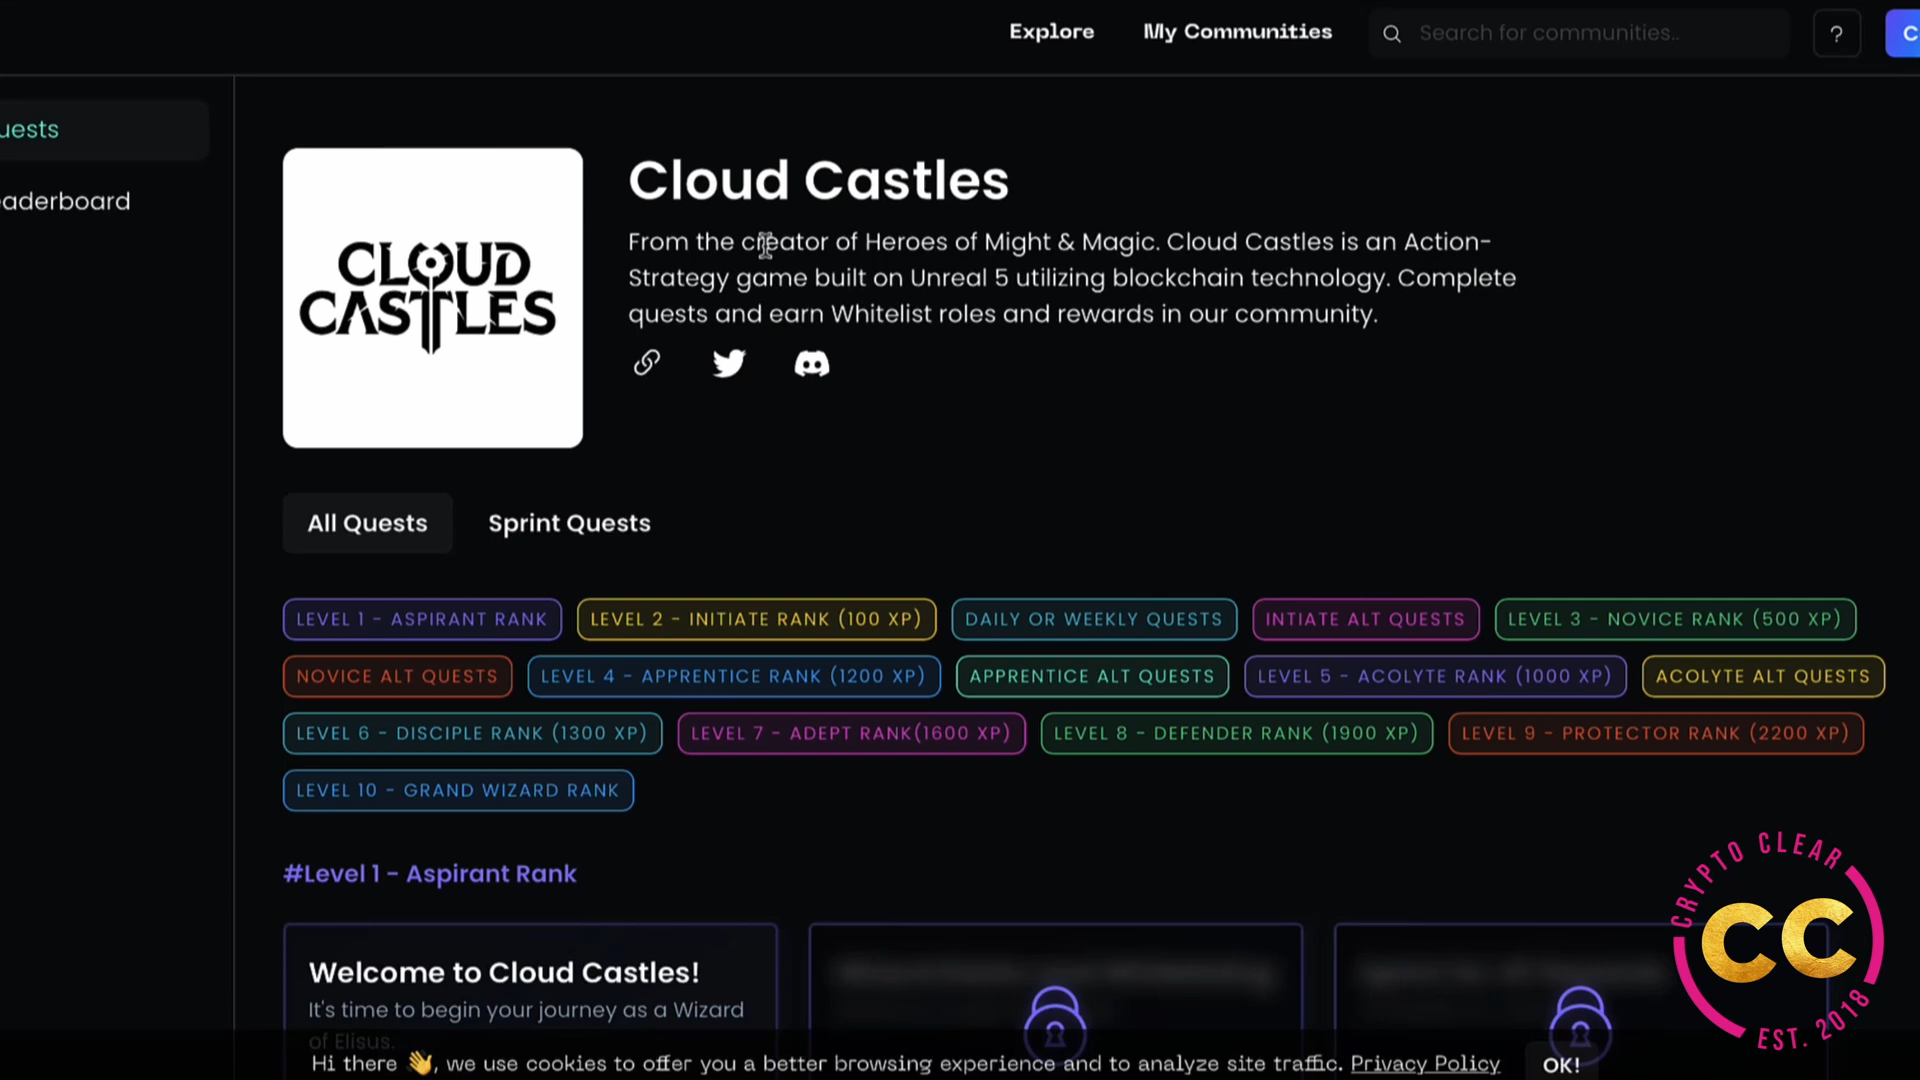 Explore
My Communities
Search for communities..
?
C
uests
eaderboard
CLOUD
CASTLES
Cloud Castles
From the creator of Heroes of Might & Magic. Cloud Castles is an Action-
Strategy game built on Unreal 5 utilizing blockchain technology. Complete
quests and earn Whitelist roles and rewards in our community.
All Quests
Sprint Quests
LEVEL 1 - ASPIRANT RANK
LEVEL 2 - INITIATE RANK (100 XP)
DAILY OR WEEKLY QUESTS
INTIATE ALT QUESTS
LEVEL 3 - NOVICE RANK (500 XP)
NOVICE ALT QUESTS
LEVEL 4 - APPRENTICE RANK (1200 XP)
APPRENTICE ALT QUESTS
LEVEL 5 - ACOLYTE RANK (1000 XP)
ACOLYTE ALT QUESTS
LEVEL 6 - DISCIPLE RANK (1300 XP)
LEVEL 7 - ADEPT RANK(1600 XP)
LEVEL 8 - DEFENDER RANK (1900 XP)
LEVEL 9 - PROTECTOR RANK (2200 XP)
LEVEL 10 - GRAND WIZARD RANK
#Level 1 - Aspirant Rank
Welcome to Cloud Castles!
It's time to begin your journey as a Wizard
of Elisus.
Hi there 👋, we use cookies to offer you a better browsing experience and to analyze site traffic. Privacy Policy
OK!
CRYPTO CLEAR
CC
EST. 2018